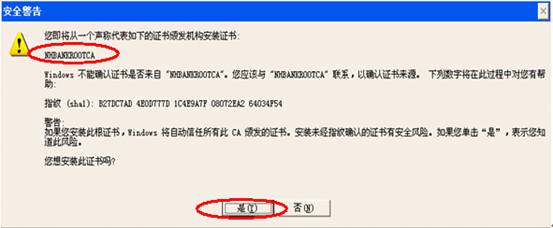 安全警告
您即将从一个声称代表如下的证书颁发机构安装证书:
NHBANKROOTCA
Windows 不能确认证书是否来自 "NHBANKROOTCA"。您应该与 "NHBANKROOTCA" 联系,以确认证书来源。 下列数字将在此过程中对您有帮
助:
指纹 (sha1): B27DC7AD 4E0D777D 1C4E9A7F 08072EA2 64034F54
警告:
如果您安装此根证书,Windows 将自动信任所有此 CA 颁发的证书。安装未经指纹确认的证书有安全风险。如果您单击“是”,表示您知
道此风险。
您想安装此证书吗?
是(Y)
否(N)